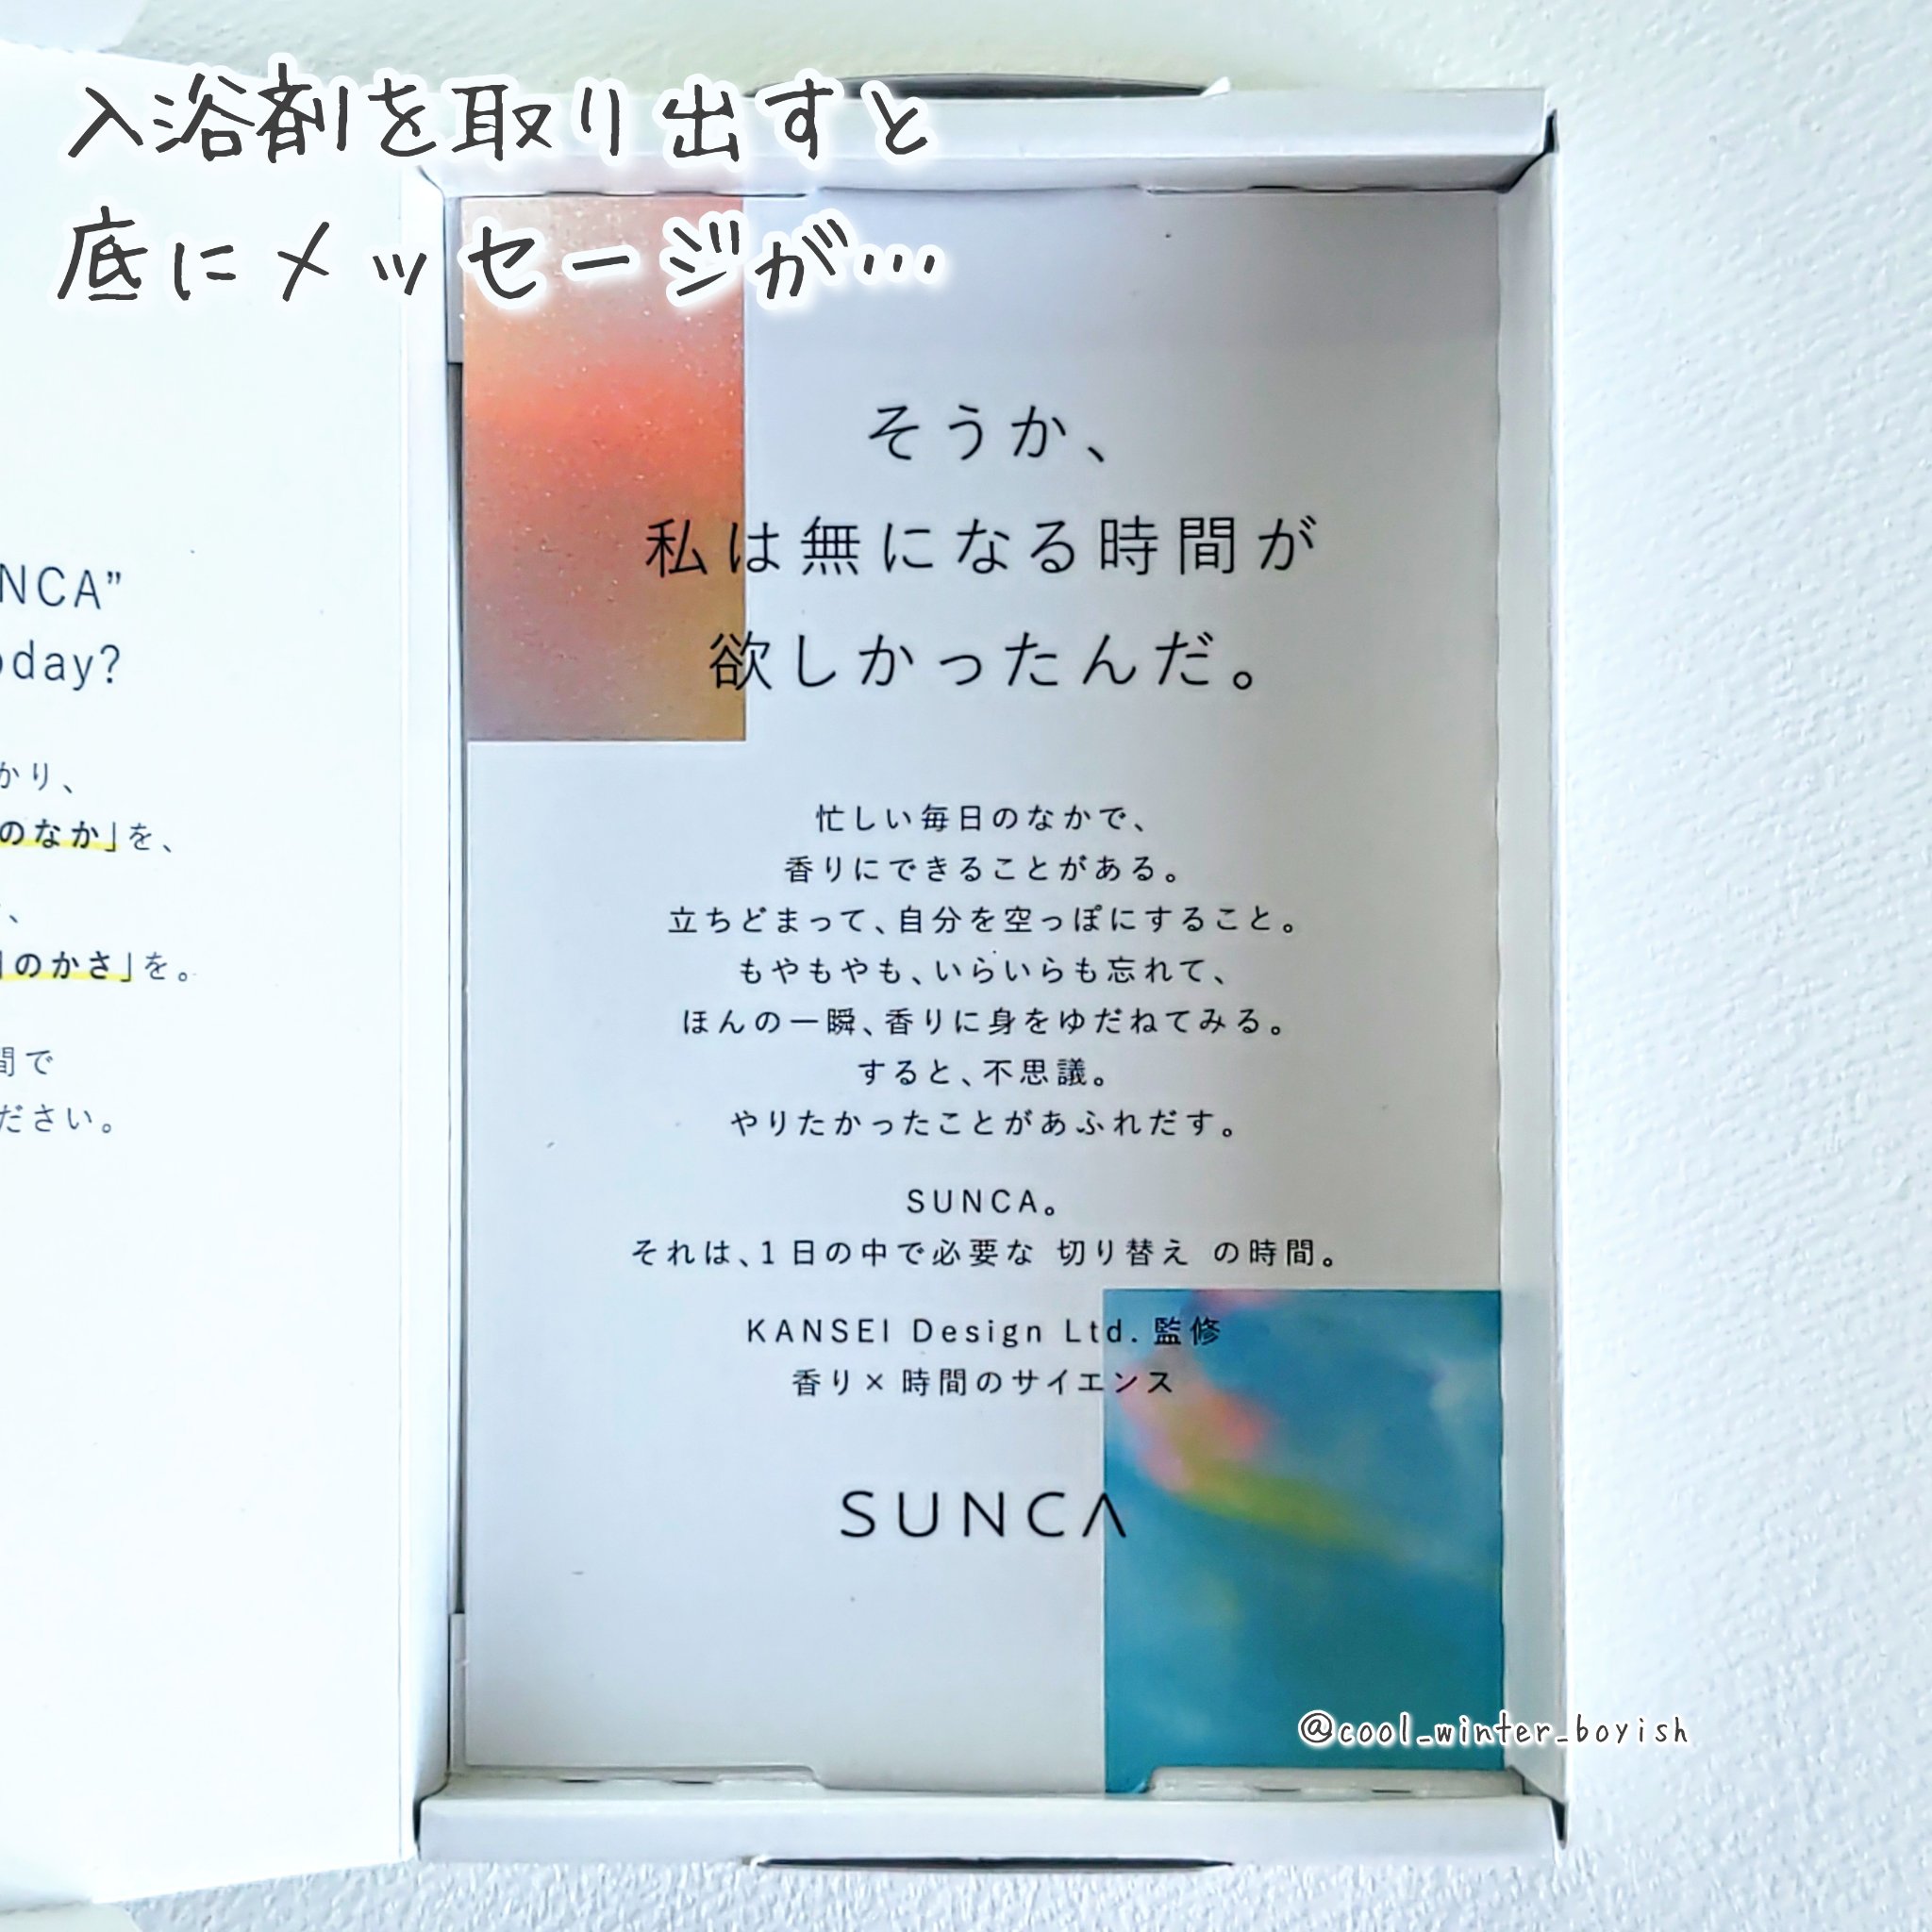 入浴剤を取り出すと
底にメッセージが…
NCA”
oday?
かり、
のなか」を、
、
のかさ」を。
間で
ださい。
そうか、
私は無になる時間が
欲しかったんだ。
忙しい毎日のなかで、
香りにできることがある。
立ちどまって、自分を空っぽにすること。
もやもやも、いらいらも忘れて、
ほんの一瞬、香りに身をゆだねてみる。
すると、不思議。
やりたかったことがあふれだす。
SUNCA。
それは、1日の中で必要な 切り替え の時間。
KANSEI Design Ltd. 監修
香り×時間のサイエンス
SUNCA
@cool_winter_boyish